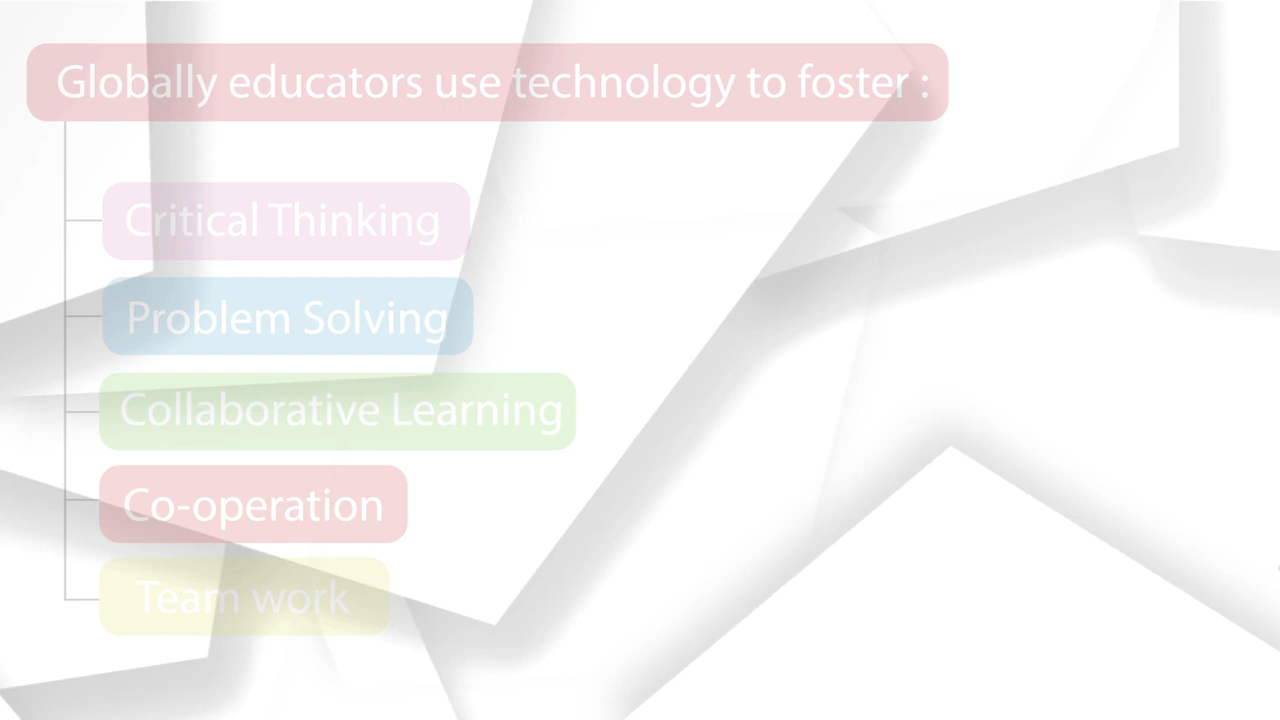 Globally educators use technology to foster :
Critical Thinking
Problem Solving
Collaborative Learning
Co-operation
Team work